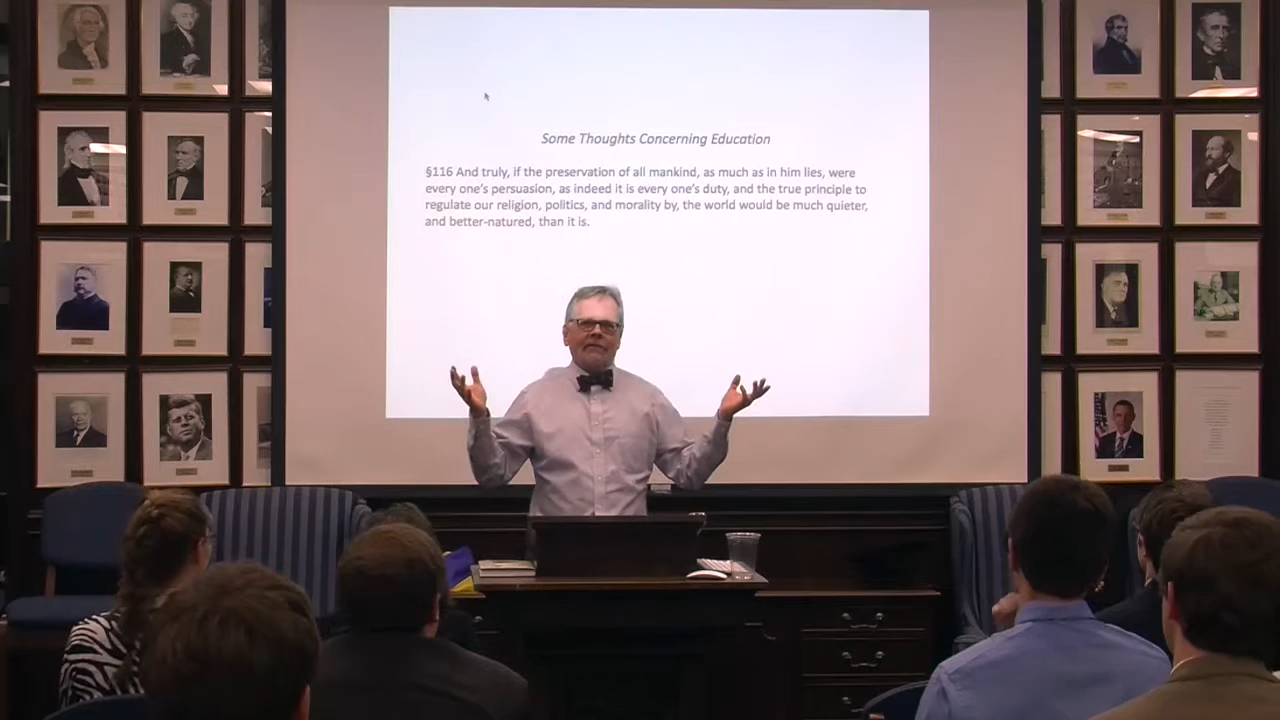 Some Thoughts Concerning Education
§116 And truly, if the preservation of all mankind, as much as in him lies, were
every one's persuasion, as indeed it is every one's duty, and the true principle to
regulate our religion, politics, and morality by, the world would be much quieter,
and better-natured, than it is.